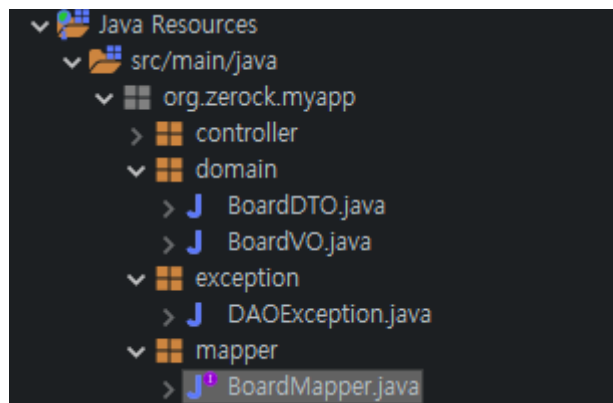 Java Resources
src/main/java
org.zerock.myapp
controller
domain
BoardDTO.java
BoardVO.java
exception
DAOException.java
mapper
BoardMapper.java